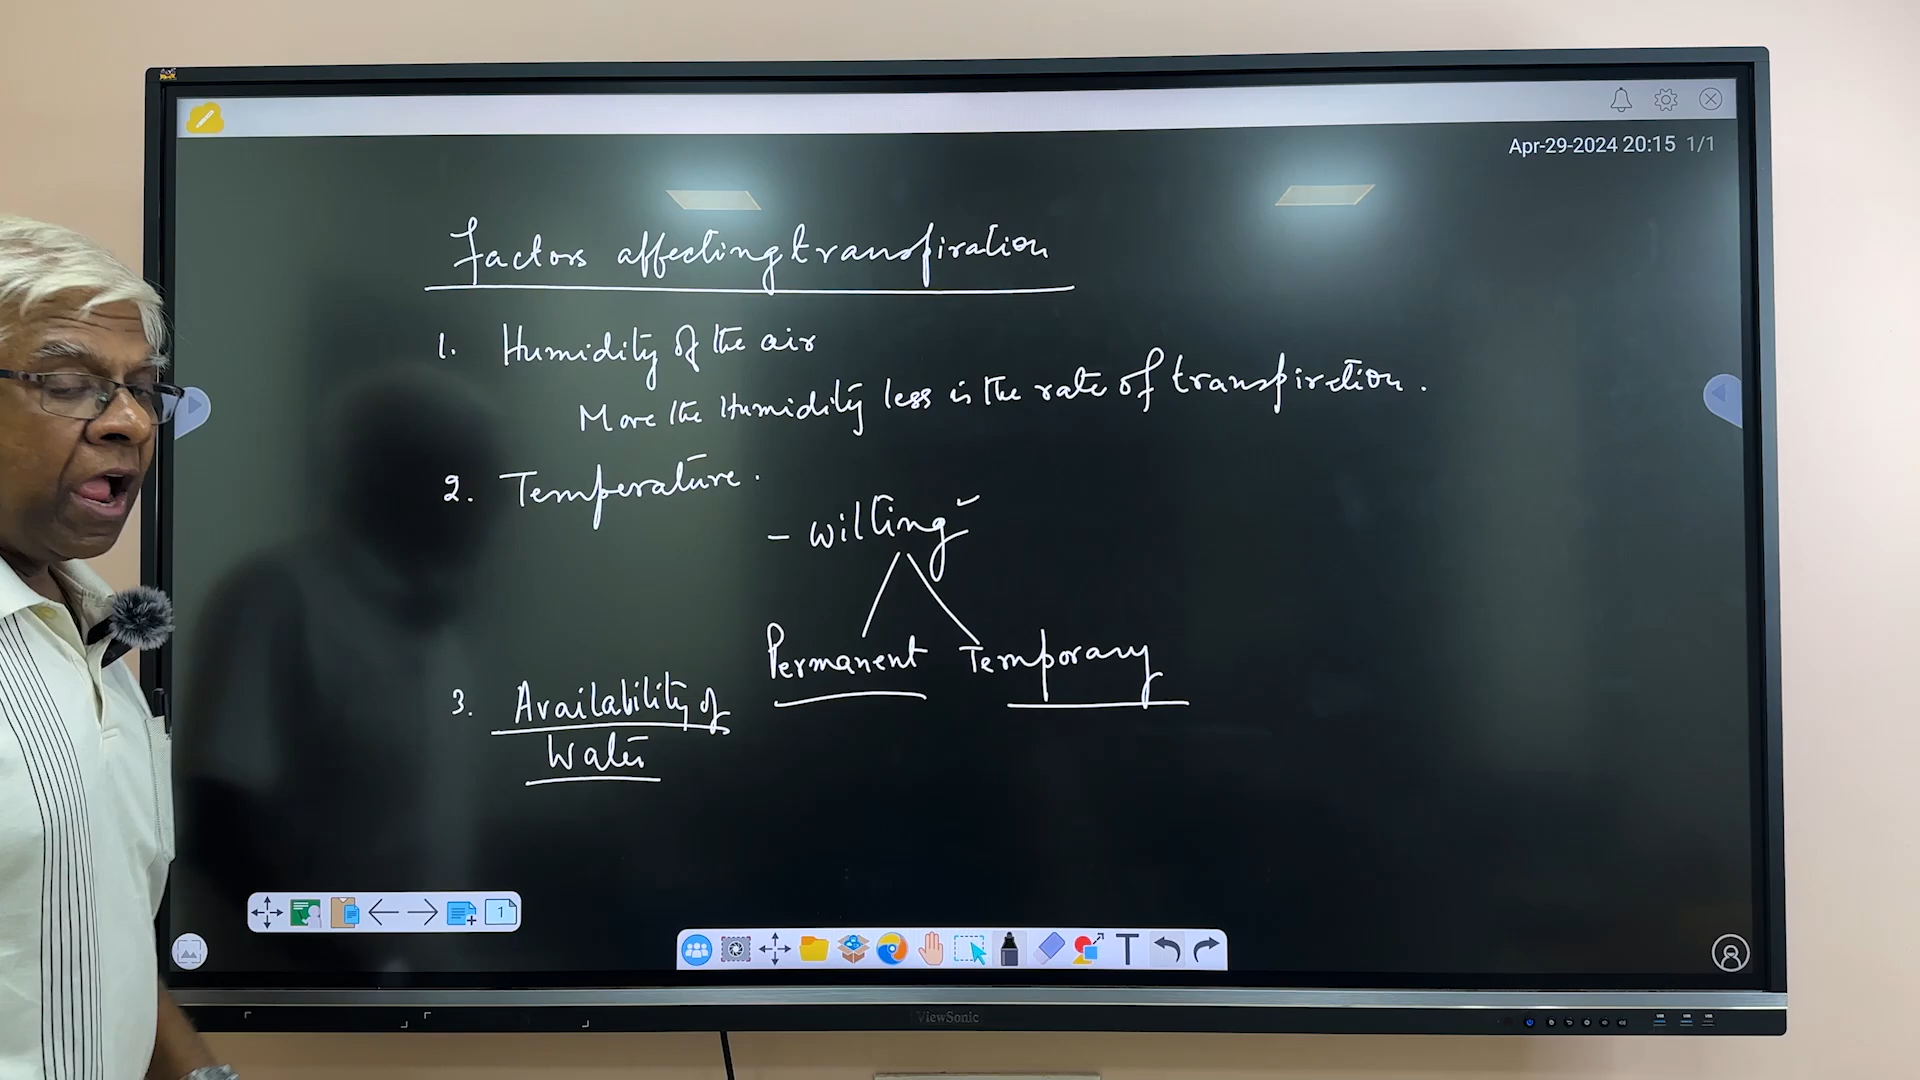 Apr-29-2024 20:15 1/1
Factors affecting transpiration
1. Humidity of the air
More the Humidity less is the rate of transpiration.
2. Temperature.
- Wilting
Permanent Temporary
3. Availability of
Water
1
T
ViewSonic